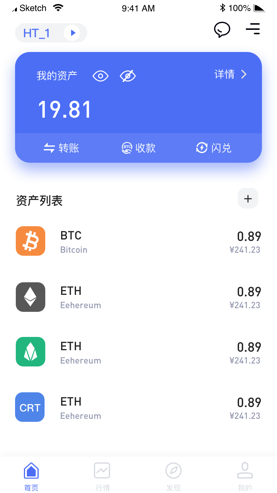 Sketch 9:41 AM 100%
HT_1
我的资产 详情
19.81
转账 收款 闪兑
资产列表
BTC 0.89
Bitcoin ¥241.23
ETH 0.89
Eehereum ¥241.23
ETH 0.89
Eehereum ¥241.23
CRT ETH 0.89
Eehereum ¥241.23
首页 行情 发现 我的